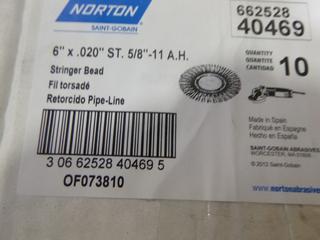 NORTON
SAINT-GOBAIN
662528
40469
6" x .020" ST. 5/8"-11 A.H.
QUANTITY
QUANTITÉ
CANTIDAD
10
Stringer Bead
Fil torsadé
Retorcido Pipe-Line
Made in Spain
Fabriqué en Espagne
Hecho en España
SAINT-GOBAIN ABRASIVES
WORCESTER, MA 01606
© 2012 Saint-Gobain
3 06 62528 40469 5
OF073810
www.nortonabrasive